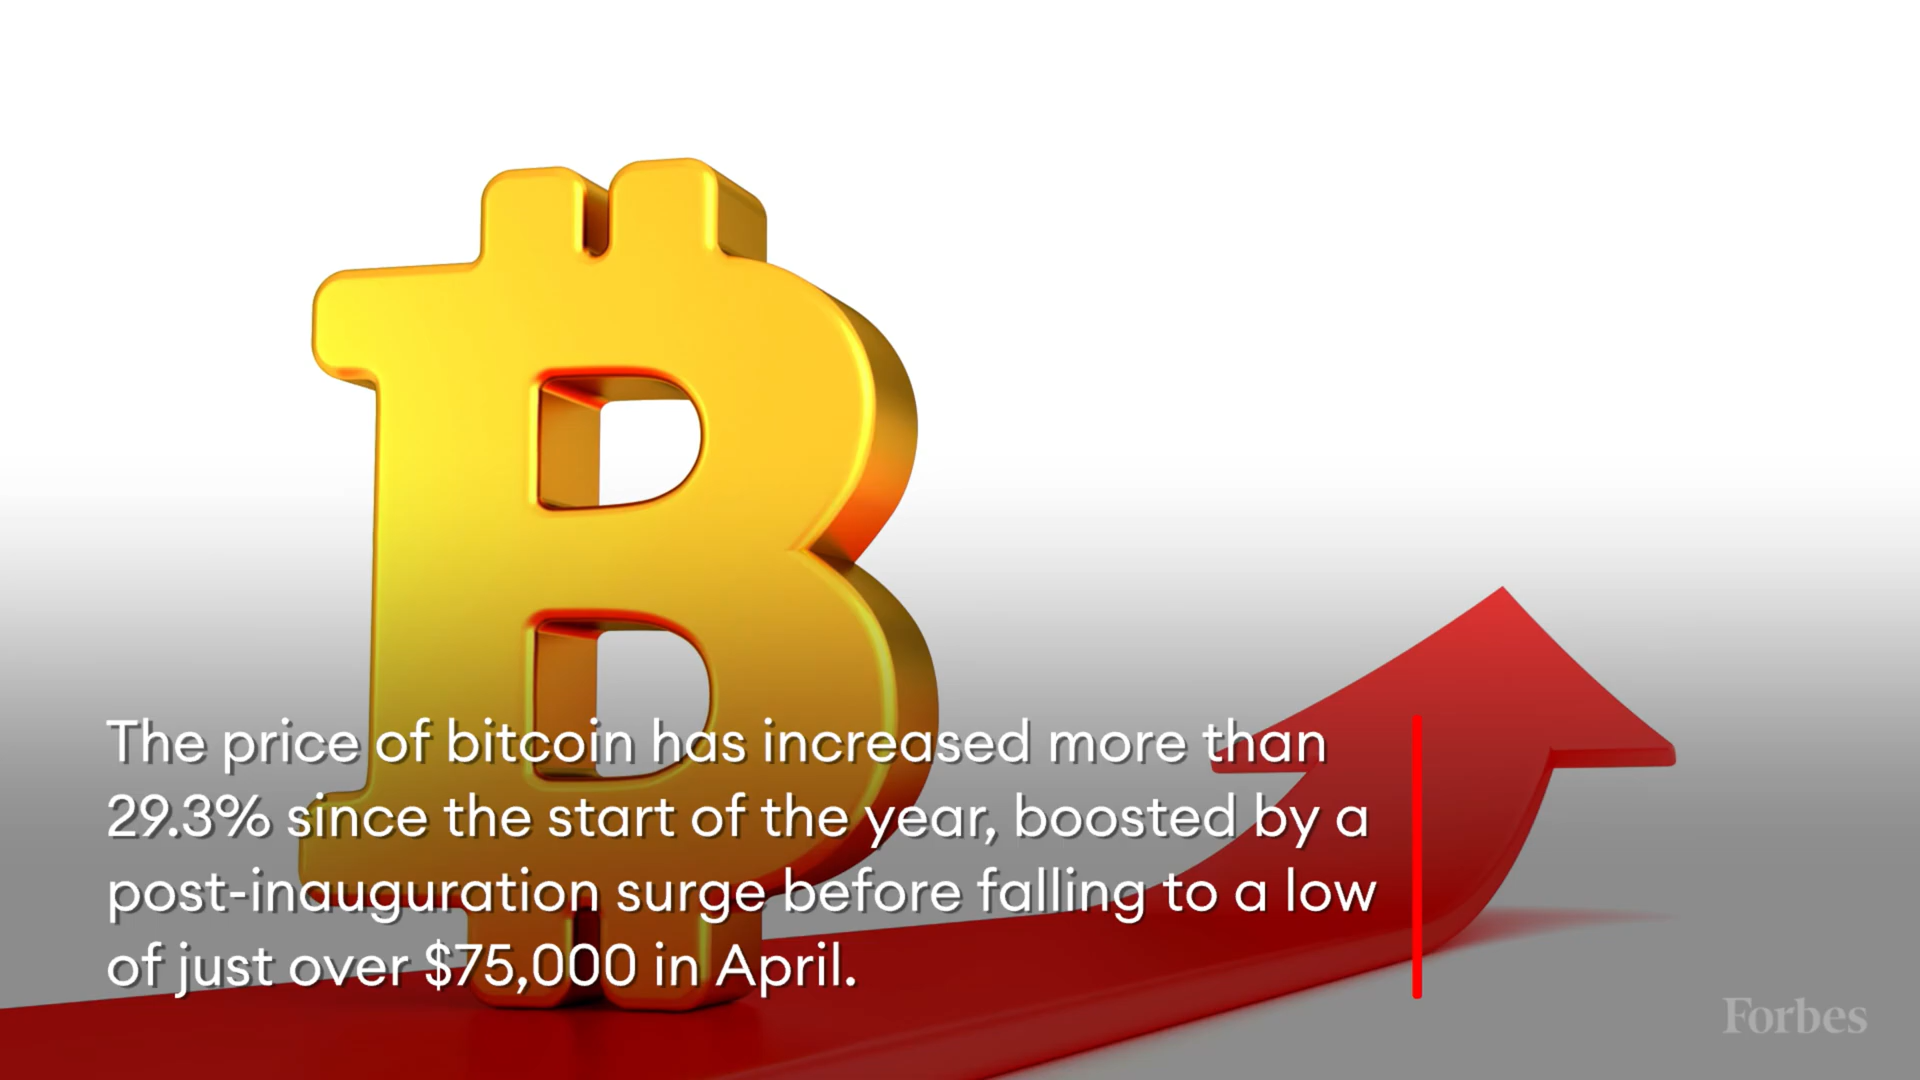 The price of bitcoin has increased more than
29.3% since the start of the year, boosted by a
post-inauguration surge before falling to a low
of just over $75,000 in April.
Forbes